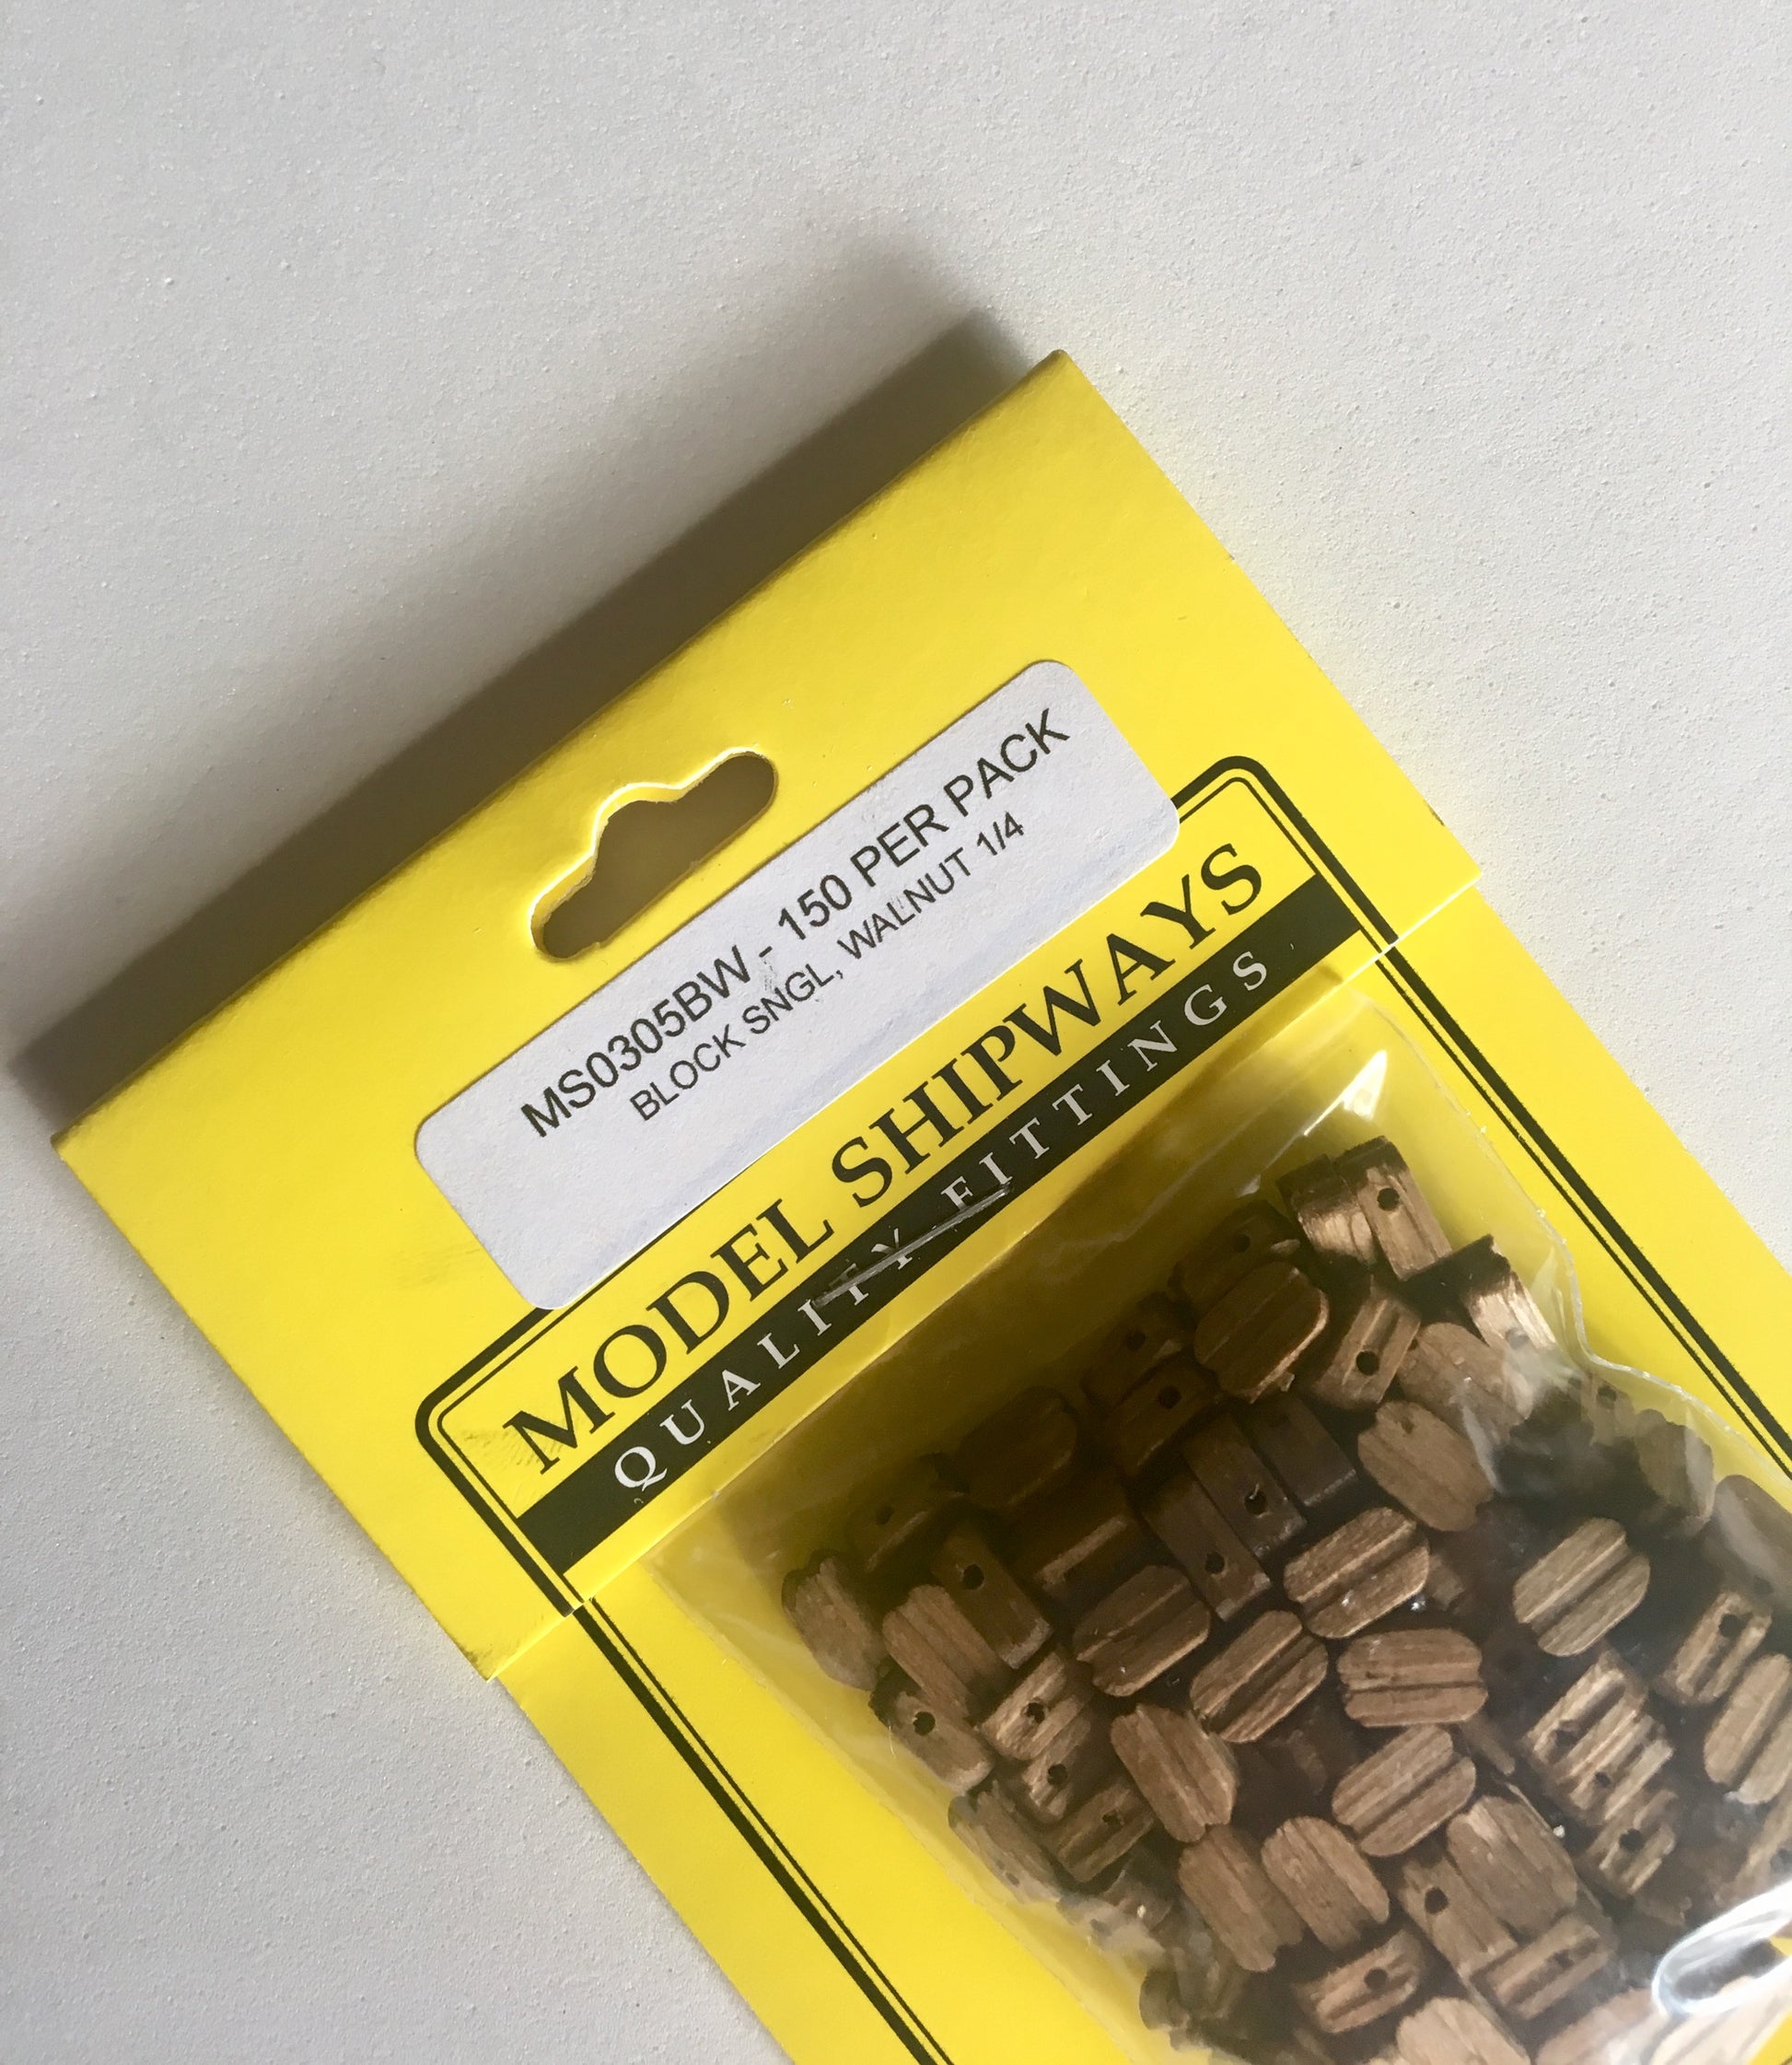 MS0305BW - 150 PER PACK
BLOCK SNGL, WALNUT 1/4
MODEL SHIPWAYS
QUALITY FITTINGS